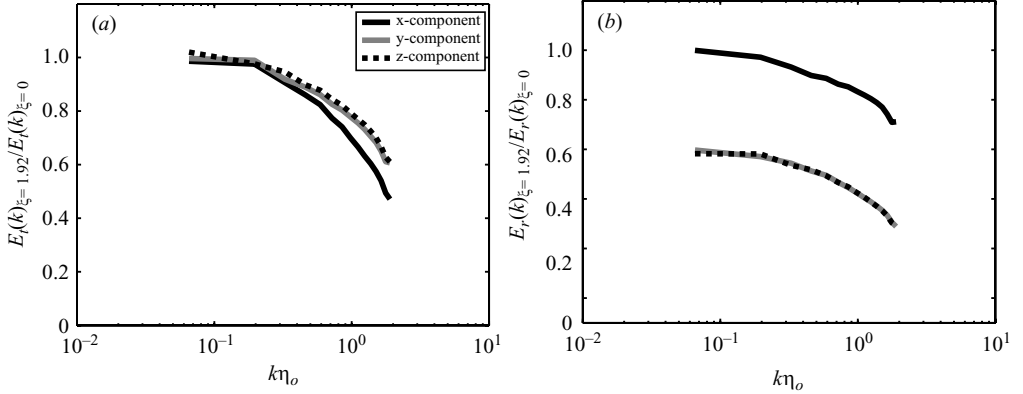 (a)
x-component
y-component
z-component
E_t(k)_{ξ=1.92}/E_t(k)_{ξ=0}
1.0
0.8
0.6
0.4
0.2
0
10^{−2}
10^{−1}
10^0
10^1
kη_o
(b)
E_r(k)_{ξ=1.92}/E_r(k)_{ξ=0}
1.0
0.8
0.6
0.4
0.2
0
10^{−2}
10^{−1}
10^0
10^1
kη_o